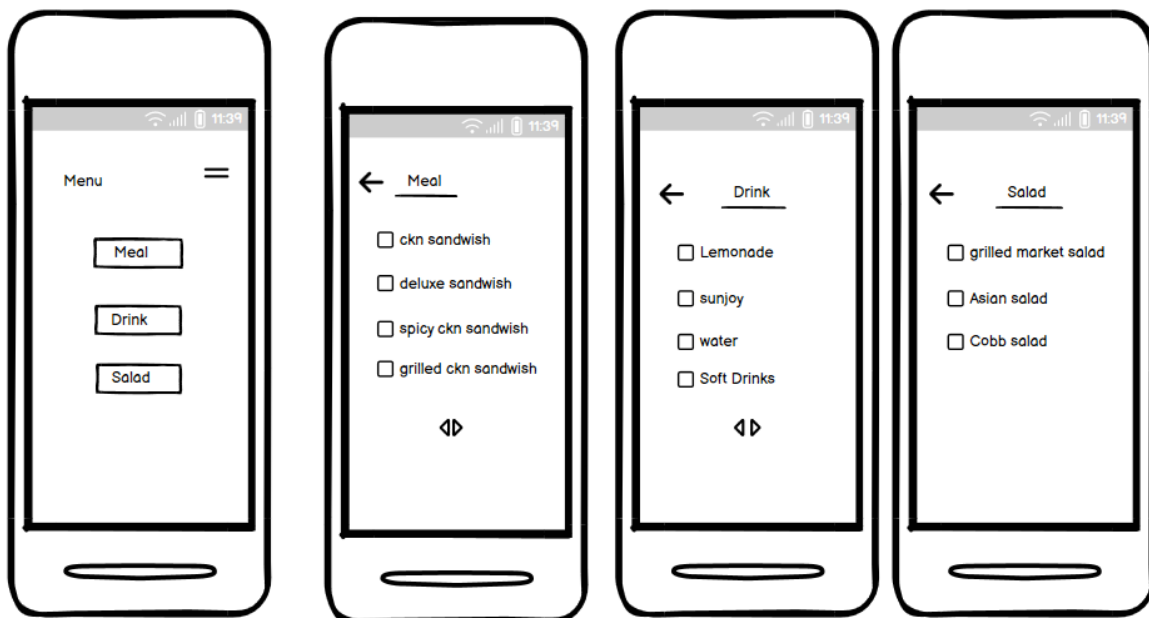 11:39
Menu
Meal
Drink
Salad
11:39
Meal
ckn sandwish
deluxe sandwish
spicy ckn sandwish
grilled ckn sandwish
11:39
Drink
Lemonade
sunjoy
water
Soft Drinks
11:39
Salad
grilled market salad
Asian salad
Cobb salad